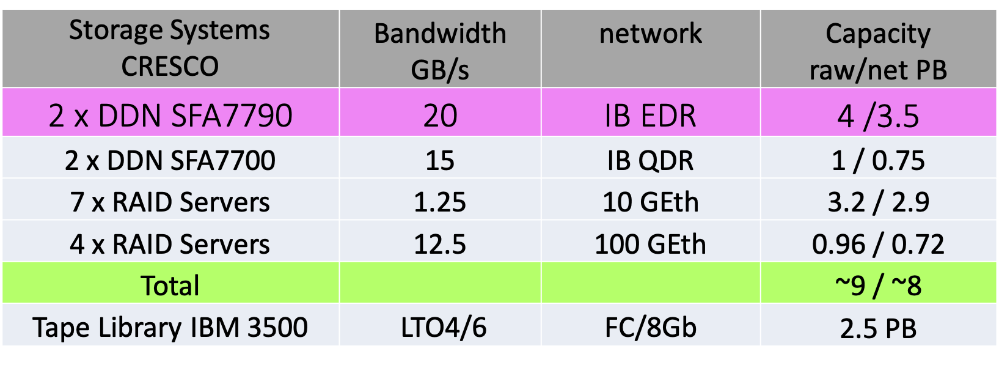 Storage Systems CRESCO Bandwidth GB/s network Capacity raw/net PB
2 x DDN SFA7790 20 IB EDR 4 /3.5
2 x DDN SFA7700 15 IB QDR 1 / 0.75
7 x RAID Servers 1.25 10 GEth 3.2 / 2.9
4 x RAID Servers 12.5 100 GEth 0.96 / 0.72
Total ~9 / ~8
Tape Library IBM 3500 LTO4/6 FC/8Gb 2.5 PB